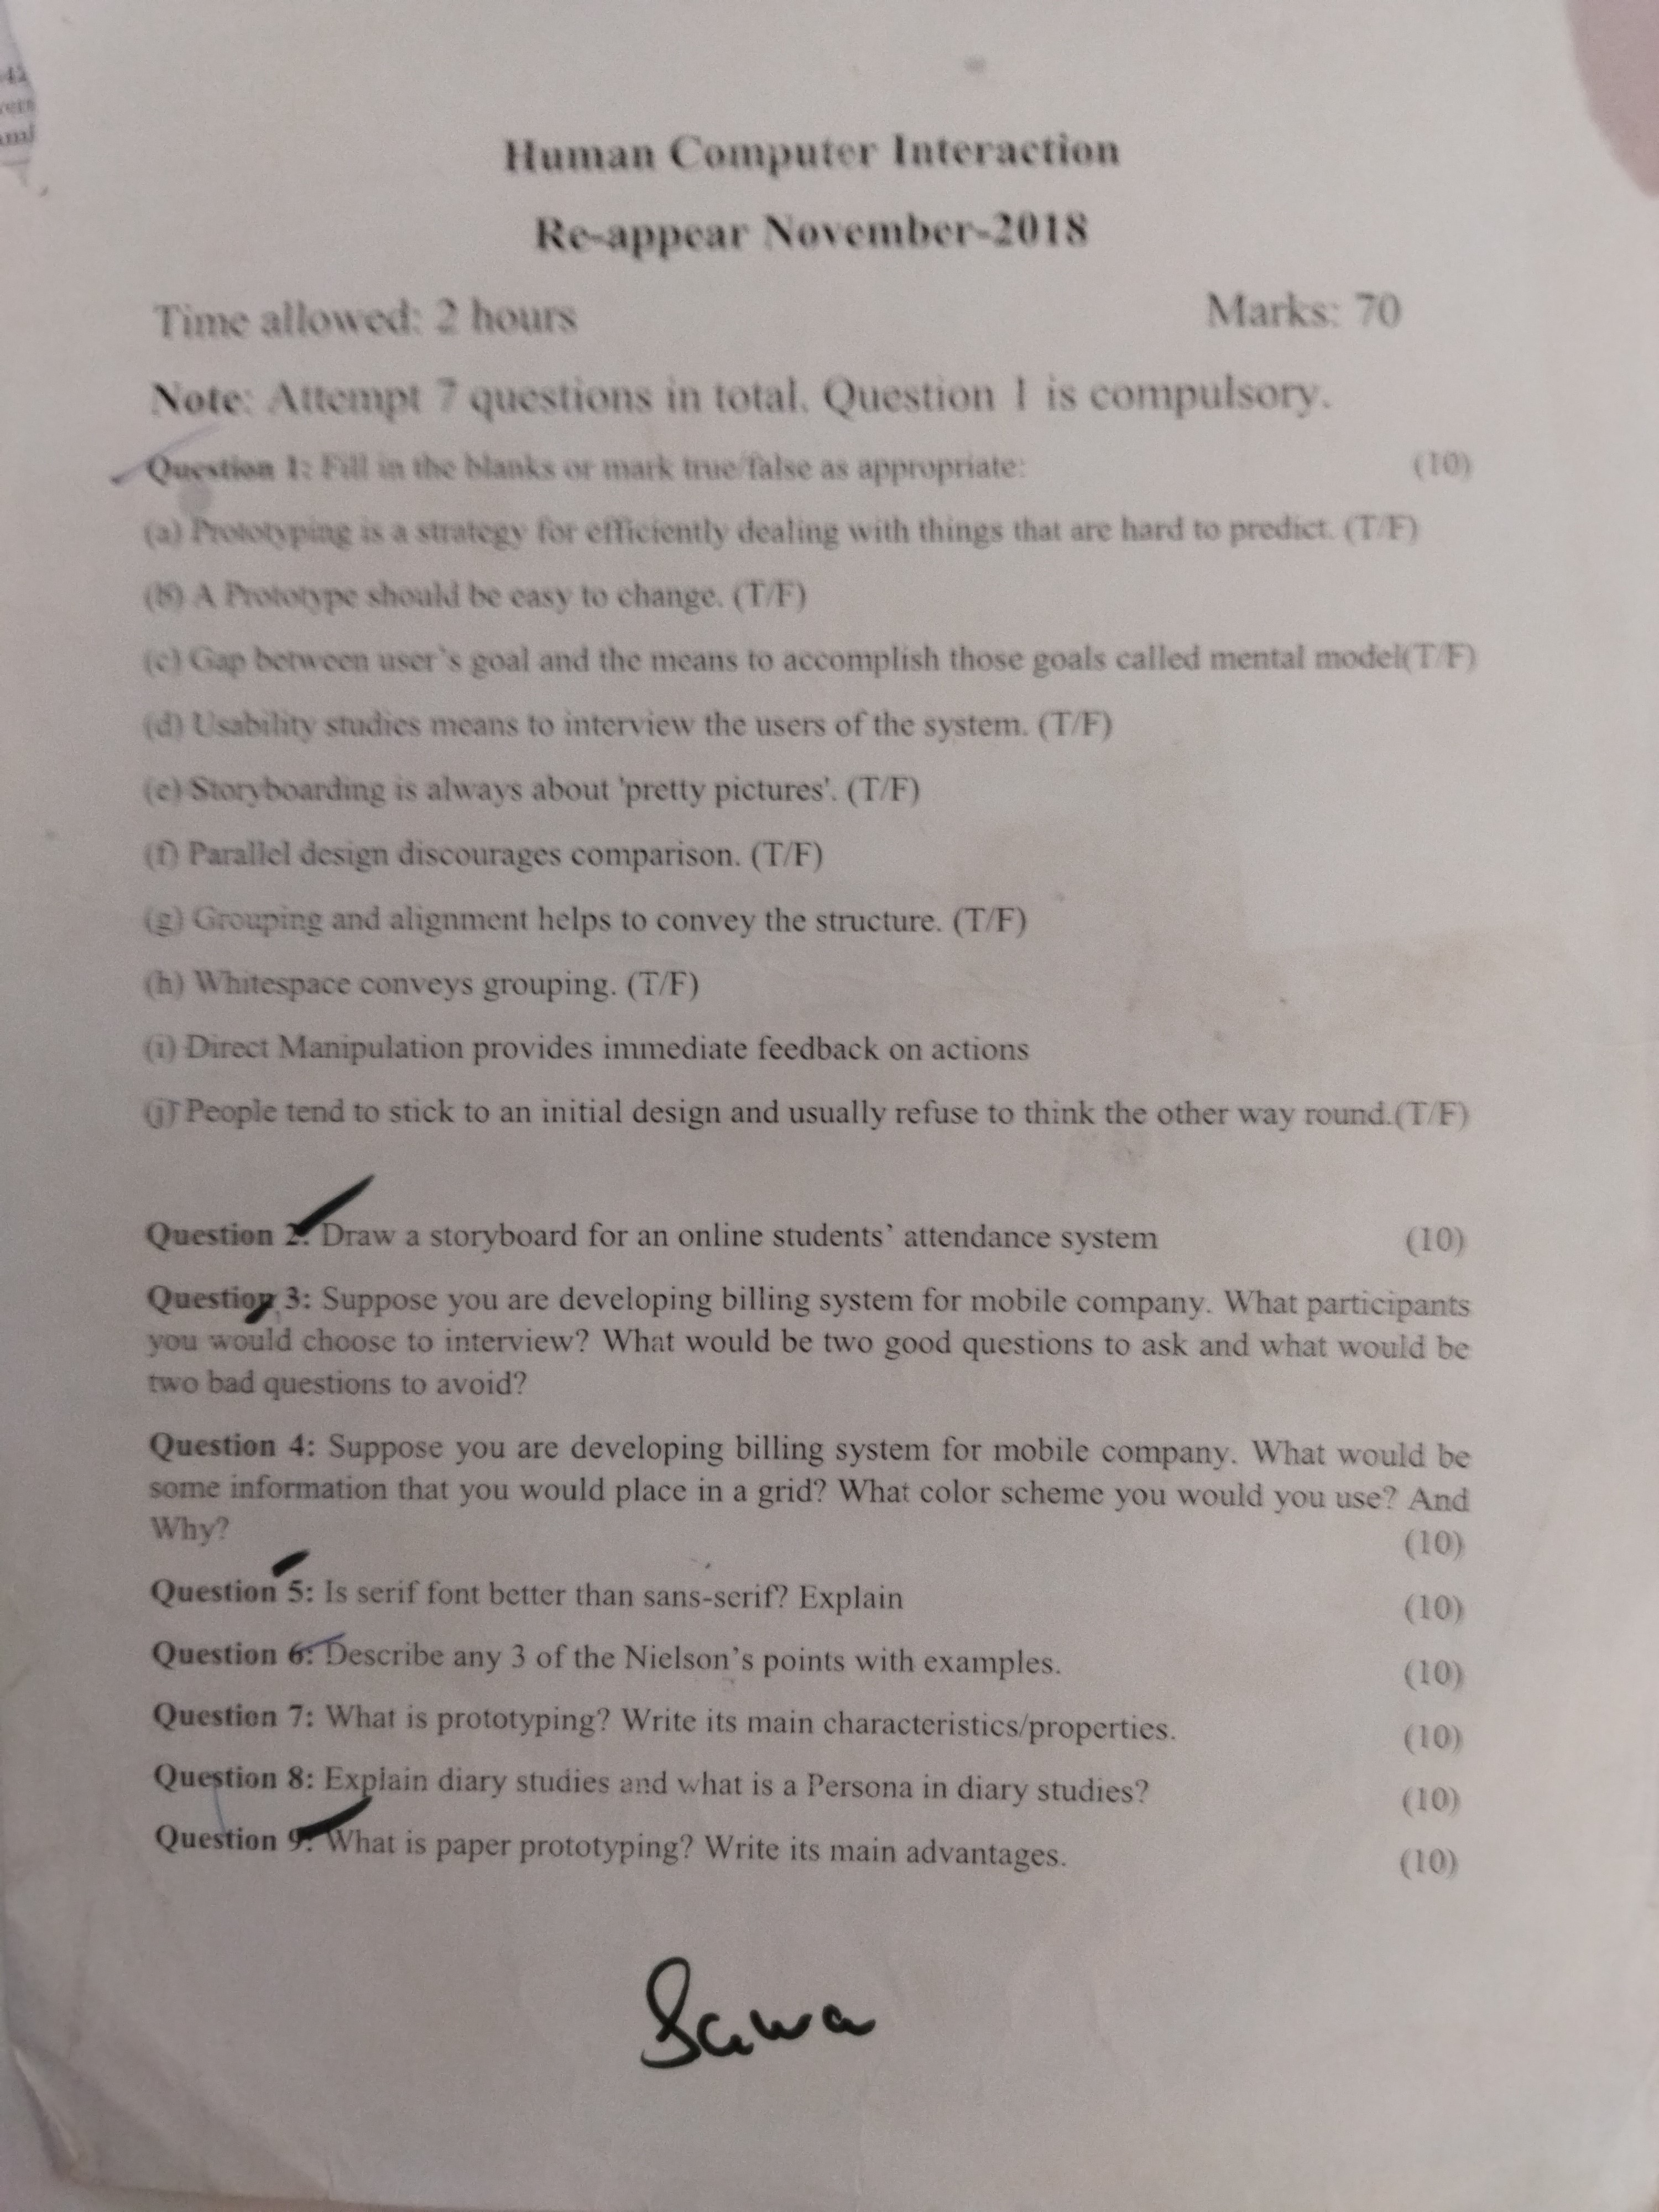 Human Computer Interaction
Re-appear November-2018
Time allowed: 2 hours Marks: 70
Note: Attempt 7 questions in total. Question 1 is compulsory.
Question 1: Fill in the blanks or mark true/false as appropriate: (10)
(a) Prototyping is a strategy for efficiently dealing with things that are hard to predict. (T/F)
(b) A Prototype should be easy to change. (T/F)
(c) Gap between user's goal and the means to accomplish those goals called mental model(T/F)
(d) Usability studies means to interview the users of the system. (T/F)
(e) Storyboarding is always about 'pretty pictures'. (T/F)
(f) Parallel design discourages comparison. (T/F)
(g) Grouping and alignment helps to convey the structure. (T/F)
(h) Whitespace conveys grouping. (T/F)
(i) Direct Manipulation provides immediate feedback on actions
(j) People tend to stick to an initial design and usually refuse to think the other way round.(T/F)
Question 2: Draw a storyboard for an online students' attendance system (10)
Question 3: Suppose you are developing billing system for mobile company. What participants
you would choose to interview? What would be two good questions to ask and what would be
two bad questions to avoid?
Question 4: Suppose you are developing billing system for mobile company. What would be
some information that you would place in a grid? What color scheme you would you use? And
Why? (10)
Question 5: Is serif font better than sans-serif? Explain (10)
Question 6: Describe any 3 of the Nielson's points with examples. (10)
Question 7: What is prototyping? Write its main characteristics/properties. (10)
Question 8: Explain diary studies and what is a Persona in diary studies? (10)
Question 9: What is paper prototyping? Write its main advantages. (10)